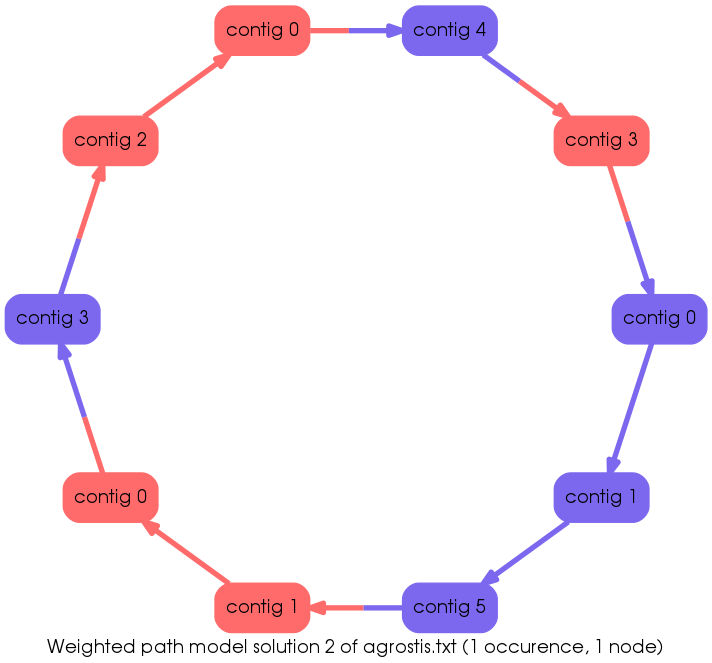 contig 0
contig 4
contig 2
contig 3
contig 3
contig 0
contig 0
contig 1
contig 1
contig 5
Weighted path model solution 2 of agrostis.txt (1 occurence, 1 node)